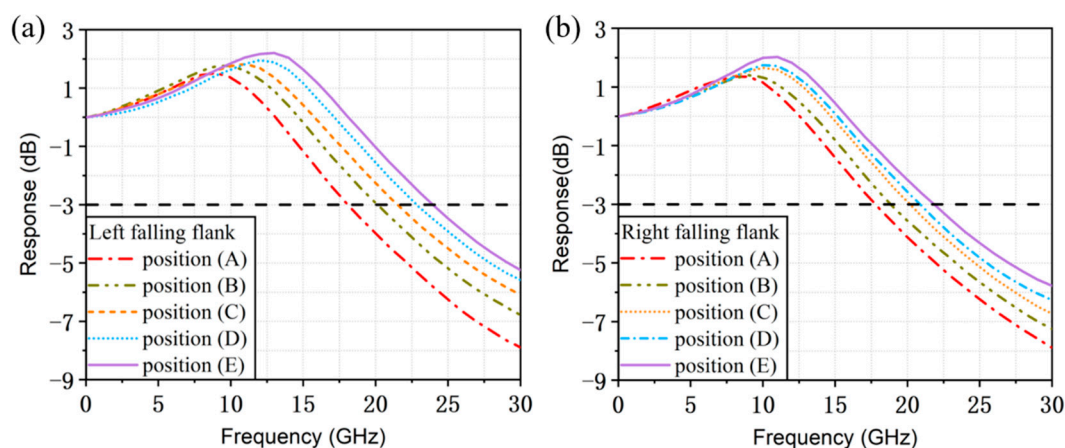 (a)
3
1
−1
−3
−5
−7
−9
Response (dB)
Left falling flank
position (A)
position (B)
position (C)
position (D)
position (E)
0 5 10 15 20 25 30
Frequency (GHz)
(b)
3
1
−1
−3
−5
−7
−9
Response(dB)
Right falling flank
position (A)
position (B)
position (C)
position (D)
position (E)
0 5 10 15 20 25 30
Frequency (GHz)